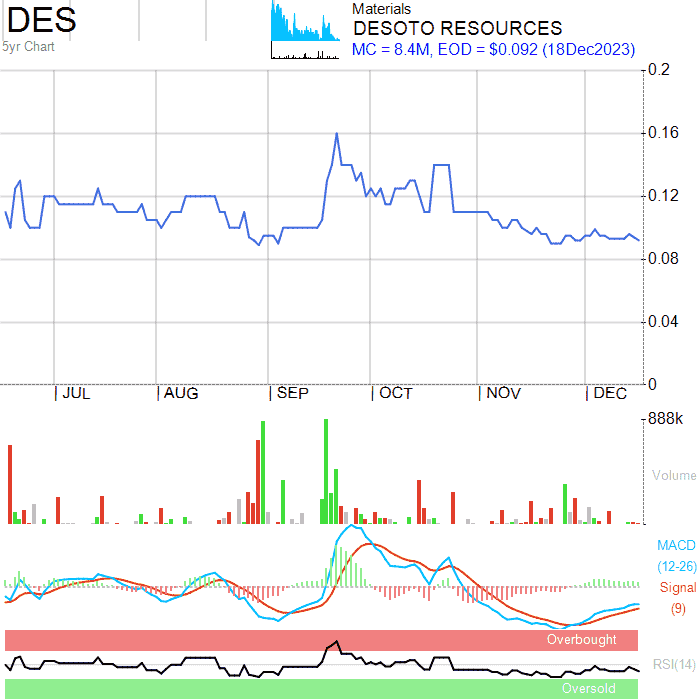 DES
5yr Chart
Materials
DESOTO RESOURCES
MC = 8.4M, EOD = $0.092 (18Dec2023)
0.2
0.16
0.12
0.08
0.04
0
JUL AUG SEP OCT NOV DEC
888k
Volume
MACD
(12-26)
Signal
(9)
Overbought
RSI(14)
Oversold